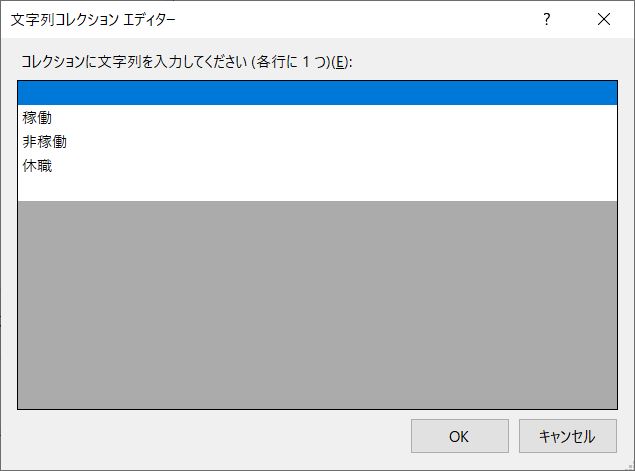 文字列コレクション エディター
?
コレクションに文字列を入力してください (各行に 1 つ)(E):
稼働
非稼働
休職
OK
キャンセル